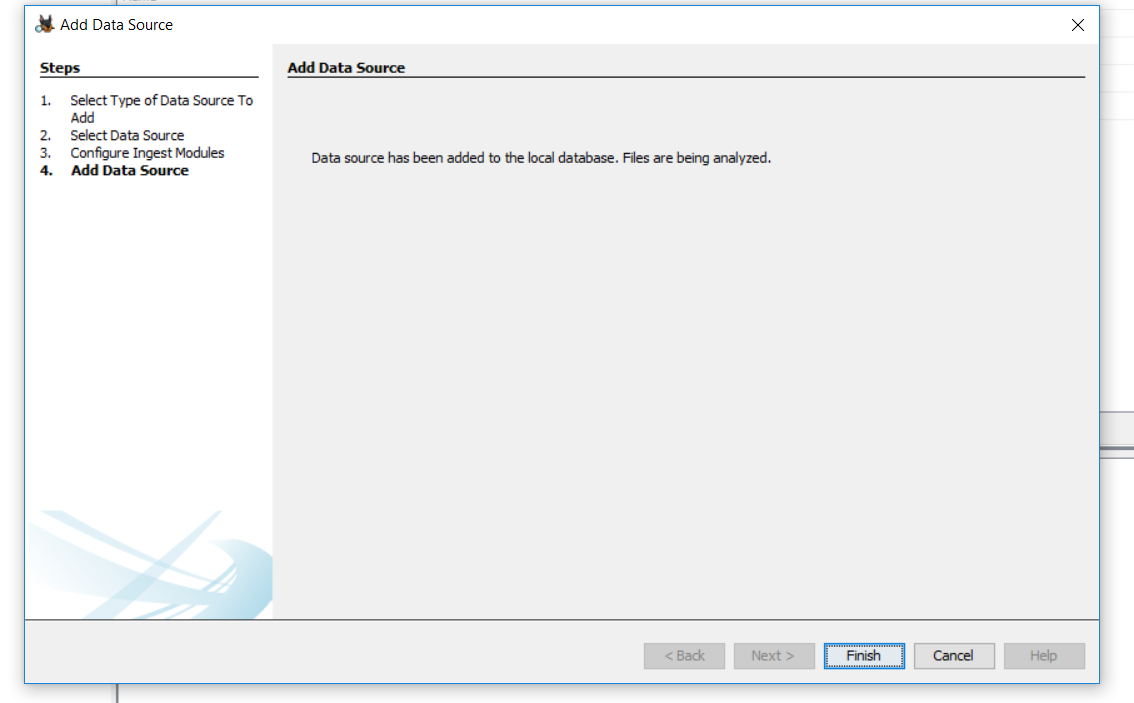 Add Data Source
Steps
1. Select Type of Data Source To
Add
2. Select Data Source
3. Configure Ingest Modules
4. Add Data Source
Add Data Source
Data source has been added to the local database. Files are being analyzed.
< Back
Next >
Finish
Cancel
Help